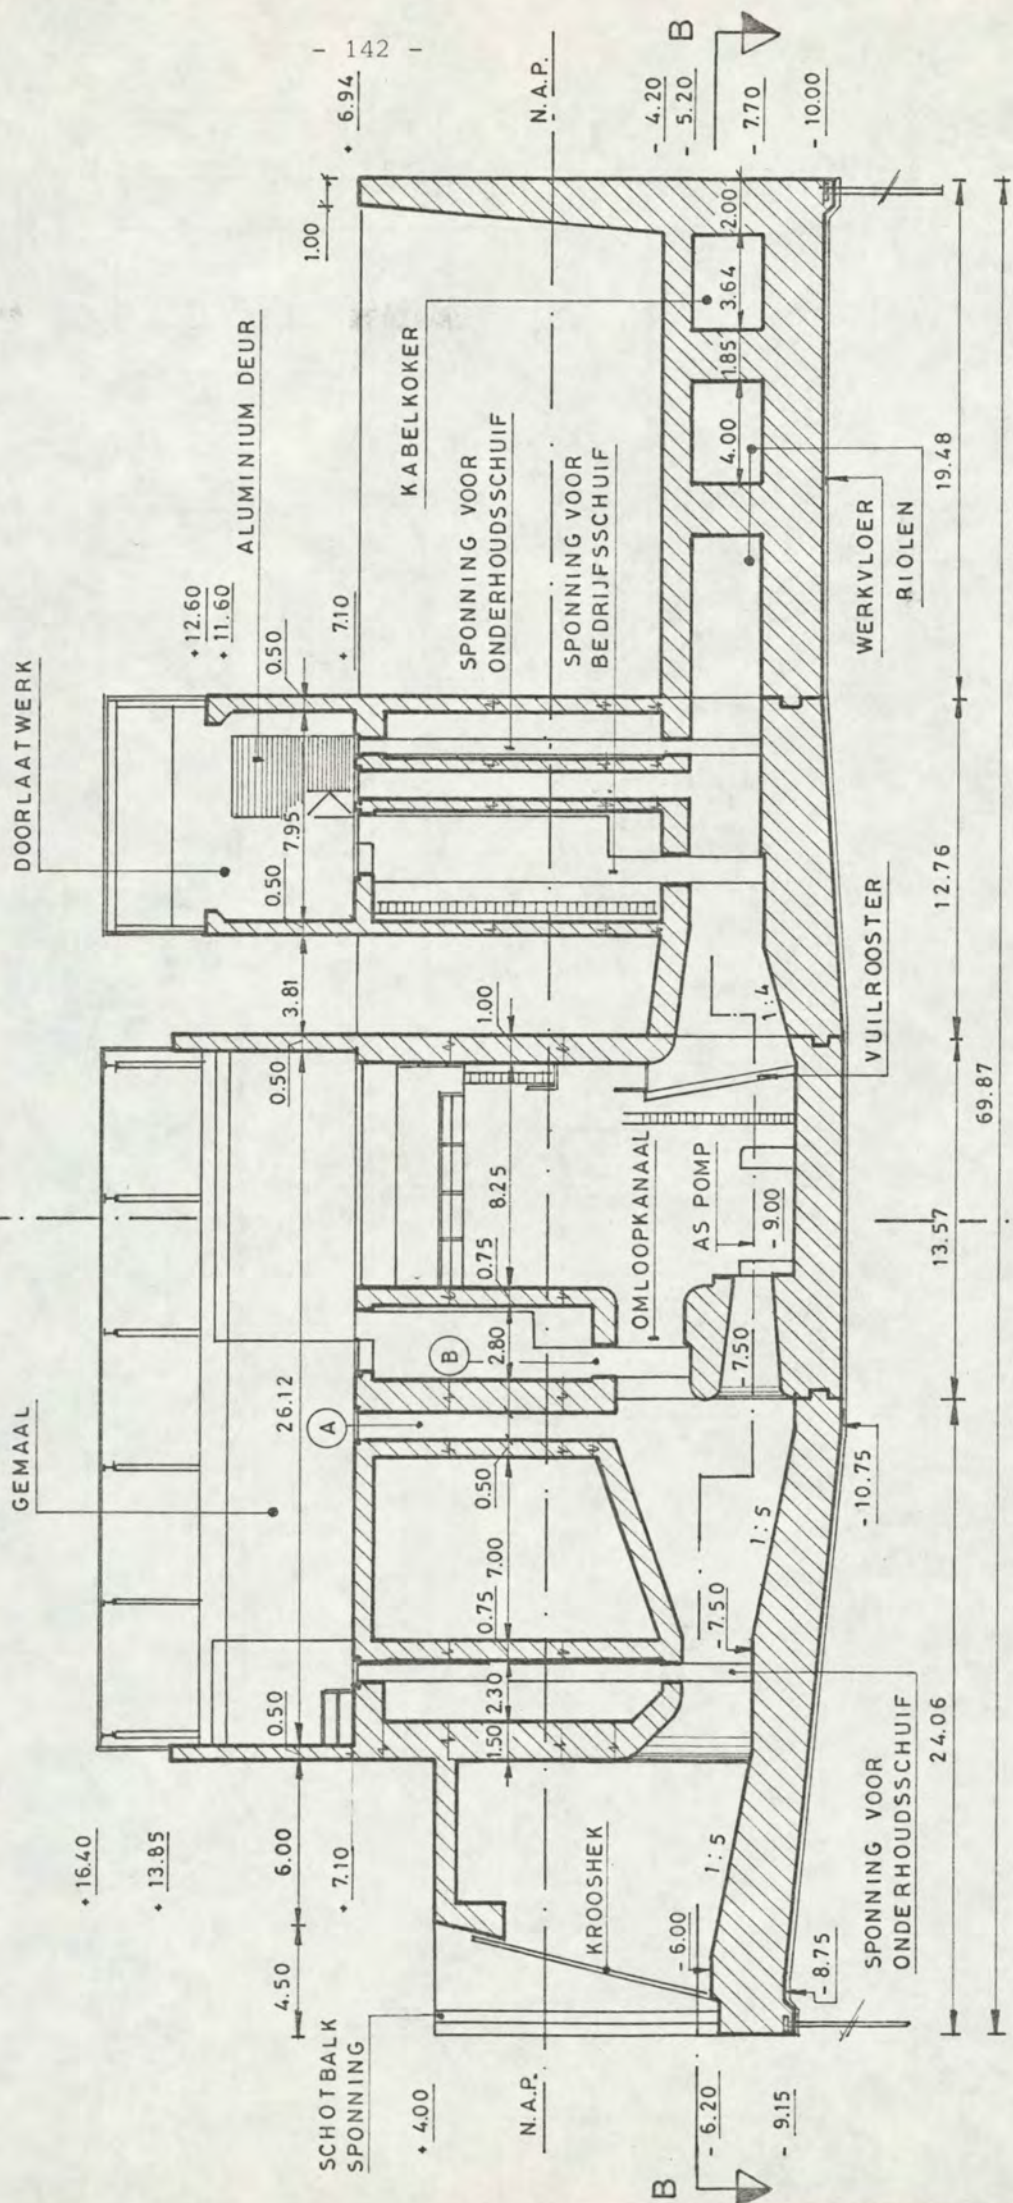 - 142 -
GEMAAL
DOORLAATWERK
ALUMINIUM DEUR
+ 16.40
+ 13.85
+ 12.60
+ 11.60
1.00
+ 6.94
4.50
6.00
0.50
26.12
0.50
3.81
0.50
7.95
0.50
+ 7.10
+ 7.10
SCHOTBALK
SPONNING
+ 4.00
KABELKOKER
SPONNING VOOR
ONDERHOUDSSCHUIF
SPONNING VOOR
BEDRIJFSSCHUIF
A
B
1.50
2.30
0.75
7.00
0.50
2.80
0.75
8.25
1.00
N.A.P.
N.A.P.
KROOSHEK
OMLOOPKANAAL
AS POMP
- 4.20
- 5.20
B
- 7.70
- 10.00
- 6.00
- 7.50
- 7.50
- 9.00
4.00
1.85
3.64
2.00
B
- 6.20
- 9.15
1:5
1:5
1:4
- 8.75
- 10.75
VUILROOSTER
WERKVLOER
RIOLEN
SPONNING VOOR
ONDERHOUDSSCHUIF
24.06
13.57
12.76
19.48
69.87